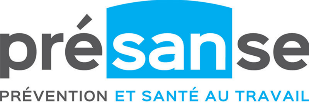 présanse
PRÉVENTION ET SANTÉ AU TRAVAIL